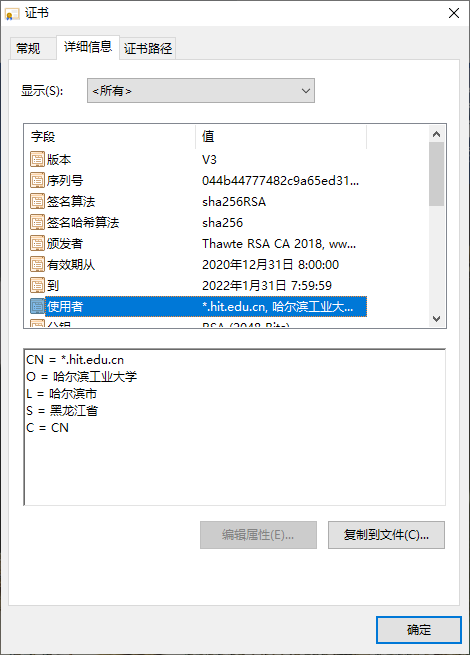 证书
常规 详细信息 证书路径
显示(S): <所有>
字段 值
版本 V3
序列号 044b44777482c9a65ed31...
签名算法 sha256RSA
签名哈希算法 sha256
颁发者 Thawte RSA CA 2018, ww...
有效期从 2020年12月31日 8:00:00
到 2022年1月31日 7:59:59
使用者 *.hit.edu.cn, 哈尔滨工业大...
公钥 RSA (2048 Bits)
CN = *.hit.edu.cn
O = 哈尔滨工业大学
L = 哈尔滨市
S = 黑龙江省
C = CN
编辑属性(E)... 复制到文件(C)...
确定